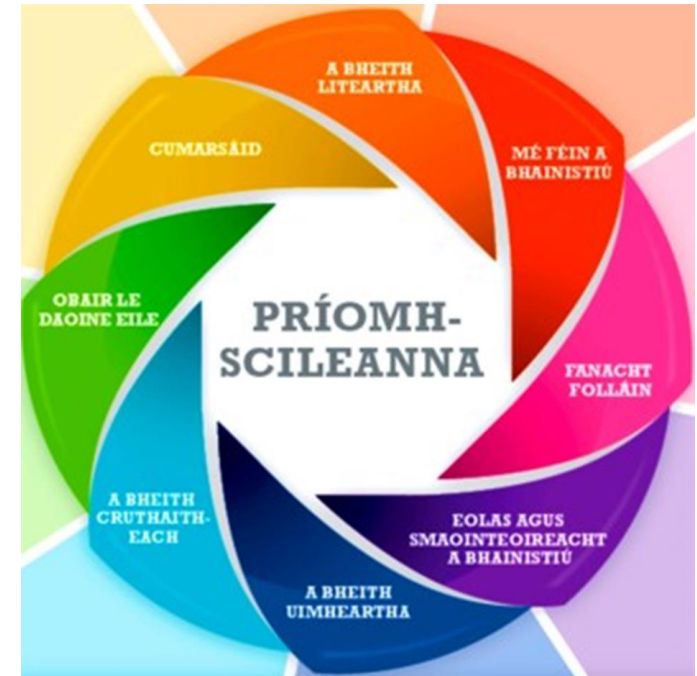 A BHEITH
LITEARTHA
MÉ FÉIN A
BHAINISTIÚ
FANACHT
FOLLÁIN
EOLAS AGUS
SMAOINTEOIREACHT
A BHAINISTIÚ
A BHEITH
UIMHEARTHA
A BHEITH
CRUTHAITH-
EACH
OBAIR LE
DAOINE EILE
CUMARSÁID
PRÍOMH-
SCILEANNA